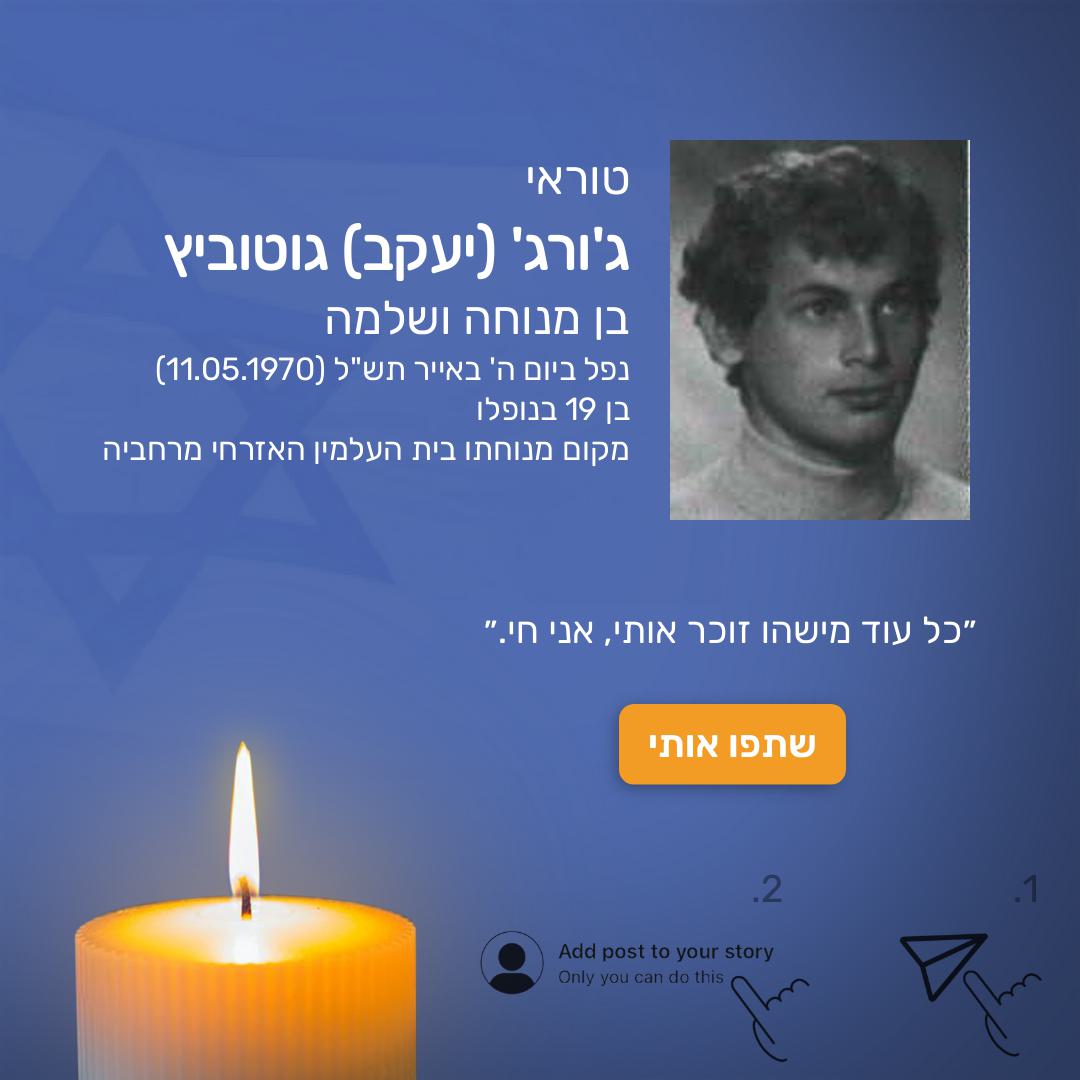 טוראי
ג'ורג' (יעקב) גוטוביץ
בן מנוחה ושלמה
נפל ביום ה' באייר תש"ל (11.05.1970)
בן 19 בנופלו
מקום מנוחתו בית העלמין האזרחי מרחביה
״כל עוד מישהו זוכר אותי, אני חי.״
שתפו אותי
.1
.2
Add post to your story
Only you can do this